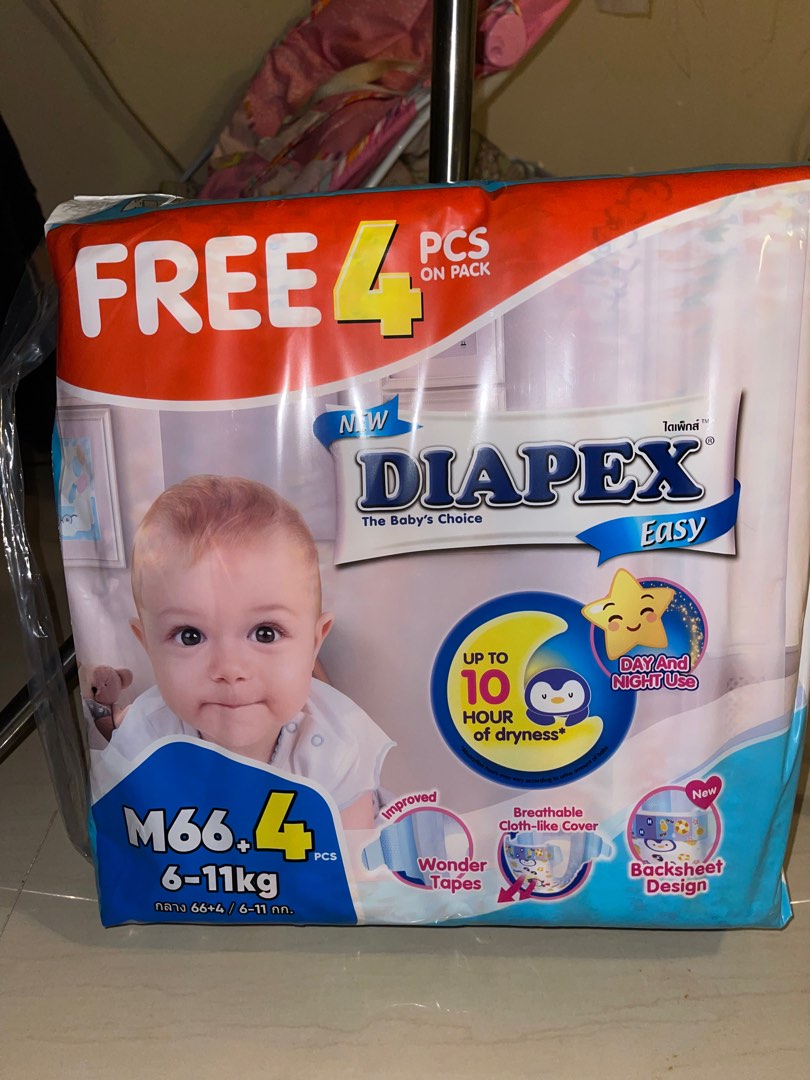 FREE 4 PCS
ON PACK
NEW
ไดเพ็กส์™
DIAPEX®
The Baby's Choice
Easy
UP TO
10
HOUR
of dryness*
DAY And
NIGHT Use
M66+4 PCS
6-11kg
กลาง 66+4 / 6-11 กก.
Improved
Wonder
Tapes
Breathable
Cloth-like Cover
New
Backsheet
Design